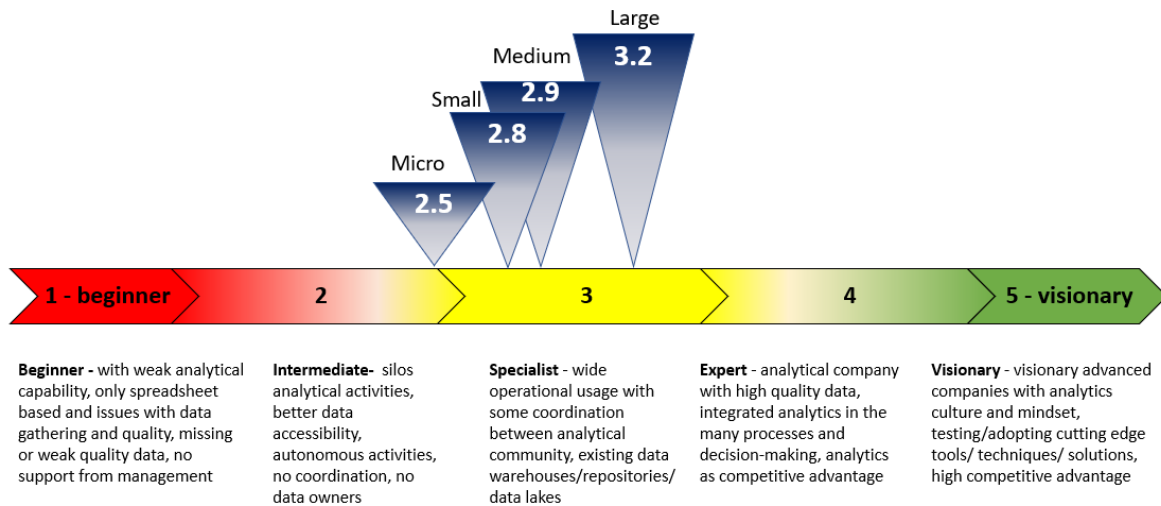 Large
3.2
Medium
2.9
Small
2.8
Micro
2.5
1 - beginner
2
3
4
5 - visionary
Beginner - with weak analytical
capability, only spreadsheet
based and issues with data
gathering and quality, missing
or weak quality data, no
support from management
Intermediate-  silos
analytical activities,
better data
accessibility,
autonomous activities,
no coordination, no
data owners
Specialist - wide
operational usage with
some coordination
between analytical
community, existing data
warehouses/repositories/
data lakes
Expert - analytical company
with high quality data,
integrated analytics in the
many processes and
decision-making, analytics
as competitive advantage
Visionary - visionary advanced
companies with analytics
culture and mindset,
testing/adopting cutting edge
tools/ techniques/ solutions,
high competitive advantage